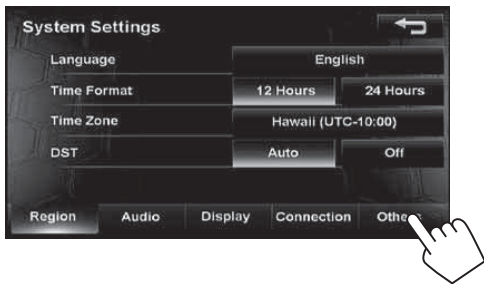 System Settings
Language English
Time Format 12 Hours 24 Hours
Time Zone Hawaii (UTC-10:00)
DST Auto Off
Region Audio Display Connection Others